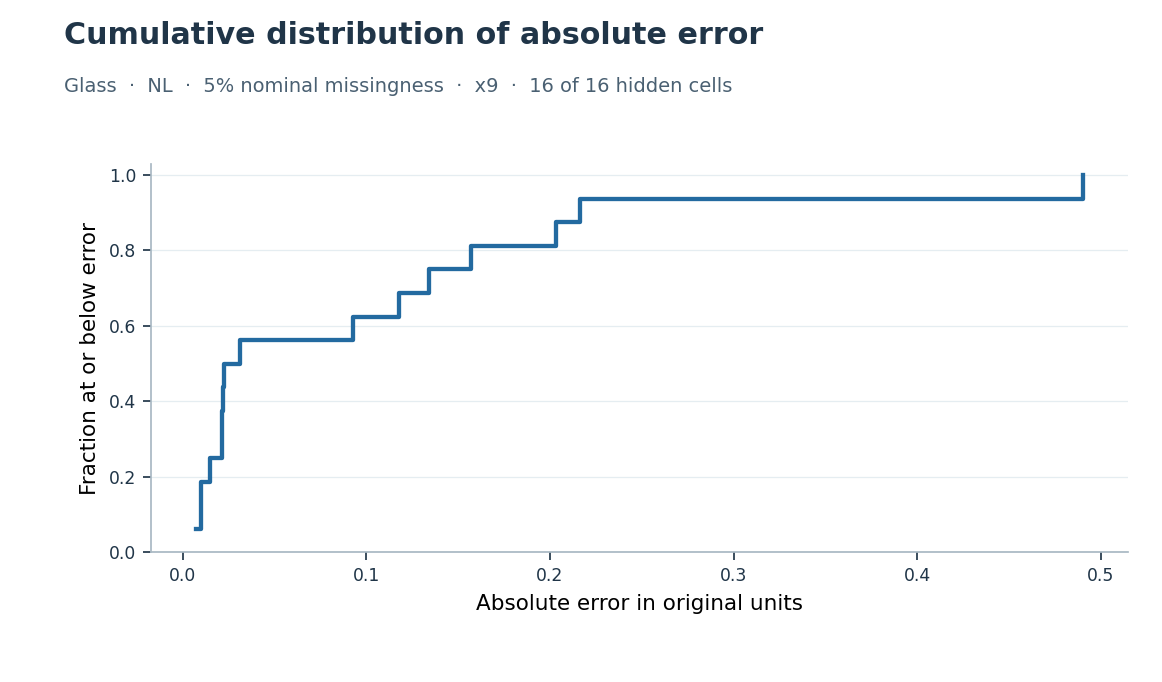 Cumulative distribution of absolute error
Glass · NL · 5% nominal missingness · x9 · 16 of 16 hidden cells
Fraction at or below error
1.0
0.8
0.6
0.4
0.2
0.0
0.0 0.1 0.2 0.3 0.4 0.5
Absolute error in original units